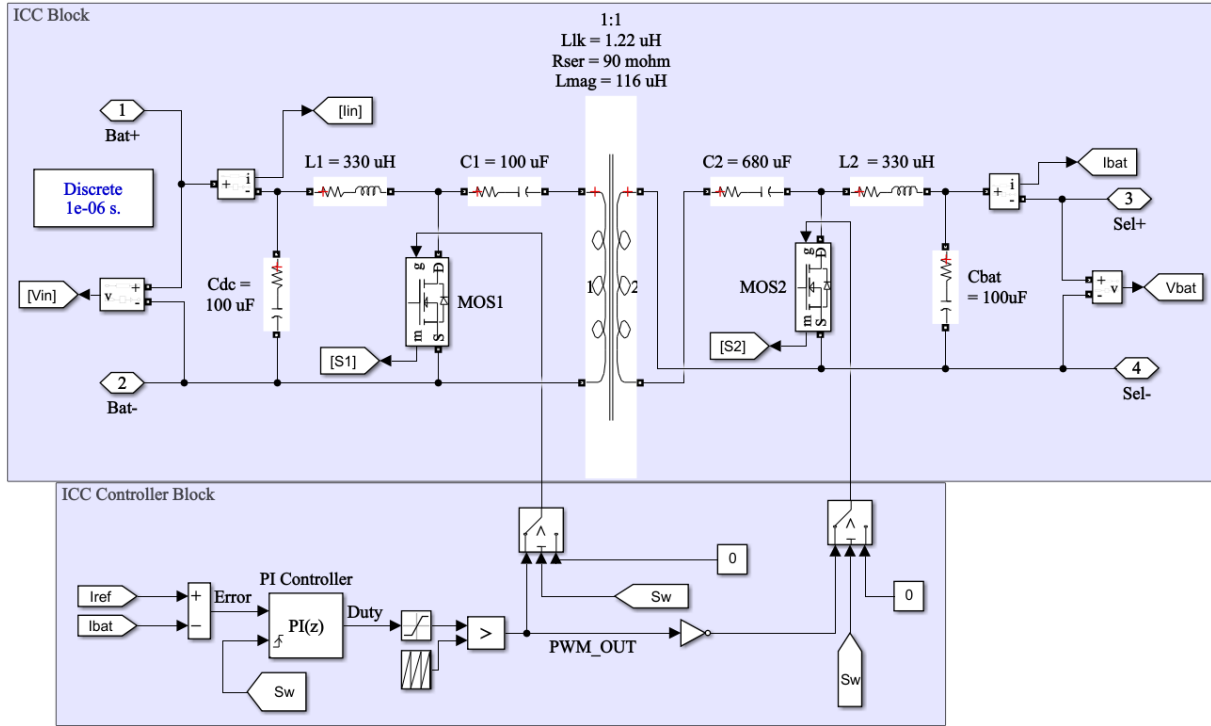 ICC Block
1:1
Llk = 1.22 uH
Rser = 90 mohm
Lmag = 116 uH
1
Bat+
[Iin]
i
+
-
L1 = 330 uH
C1 = 100 uF
C2 = 680 uF
L2 = 330 uH
i
+
-
Ibat
3
Sel+
Discrete
1e-06 s.
[Vin]
v
+
-
Cdc =
100 uF
g
D
m
S
MOS1
[S1]
1
2
MOS2
g
D
m
S
[S2]
Cbat
= 100uF
+
-
v
Vbat
2
Bat-
4
Sel-
ICC Controller Block
0
Sw
0
Sw
Iref
Ibat
+
−
Error
PI Controller
PI(z)
Duty
>
PWM_OUT
Sw